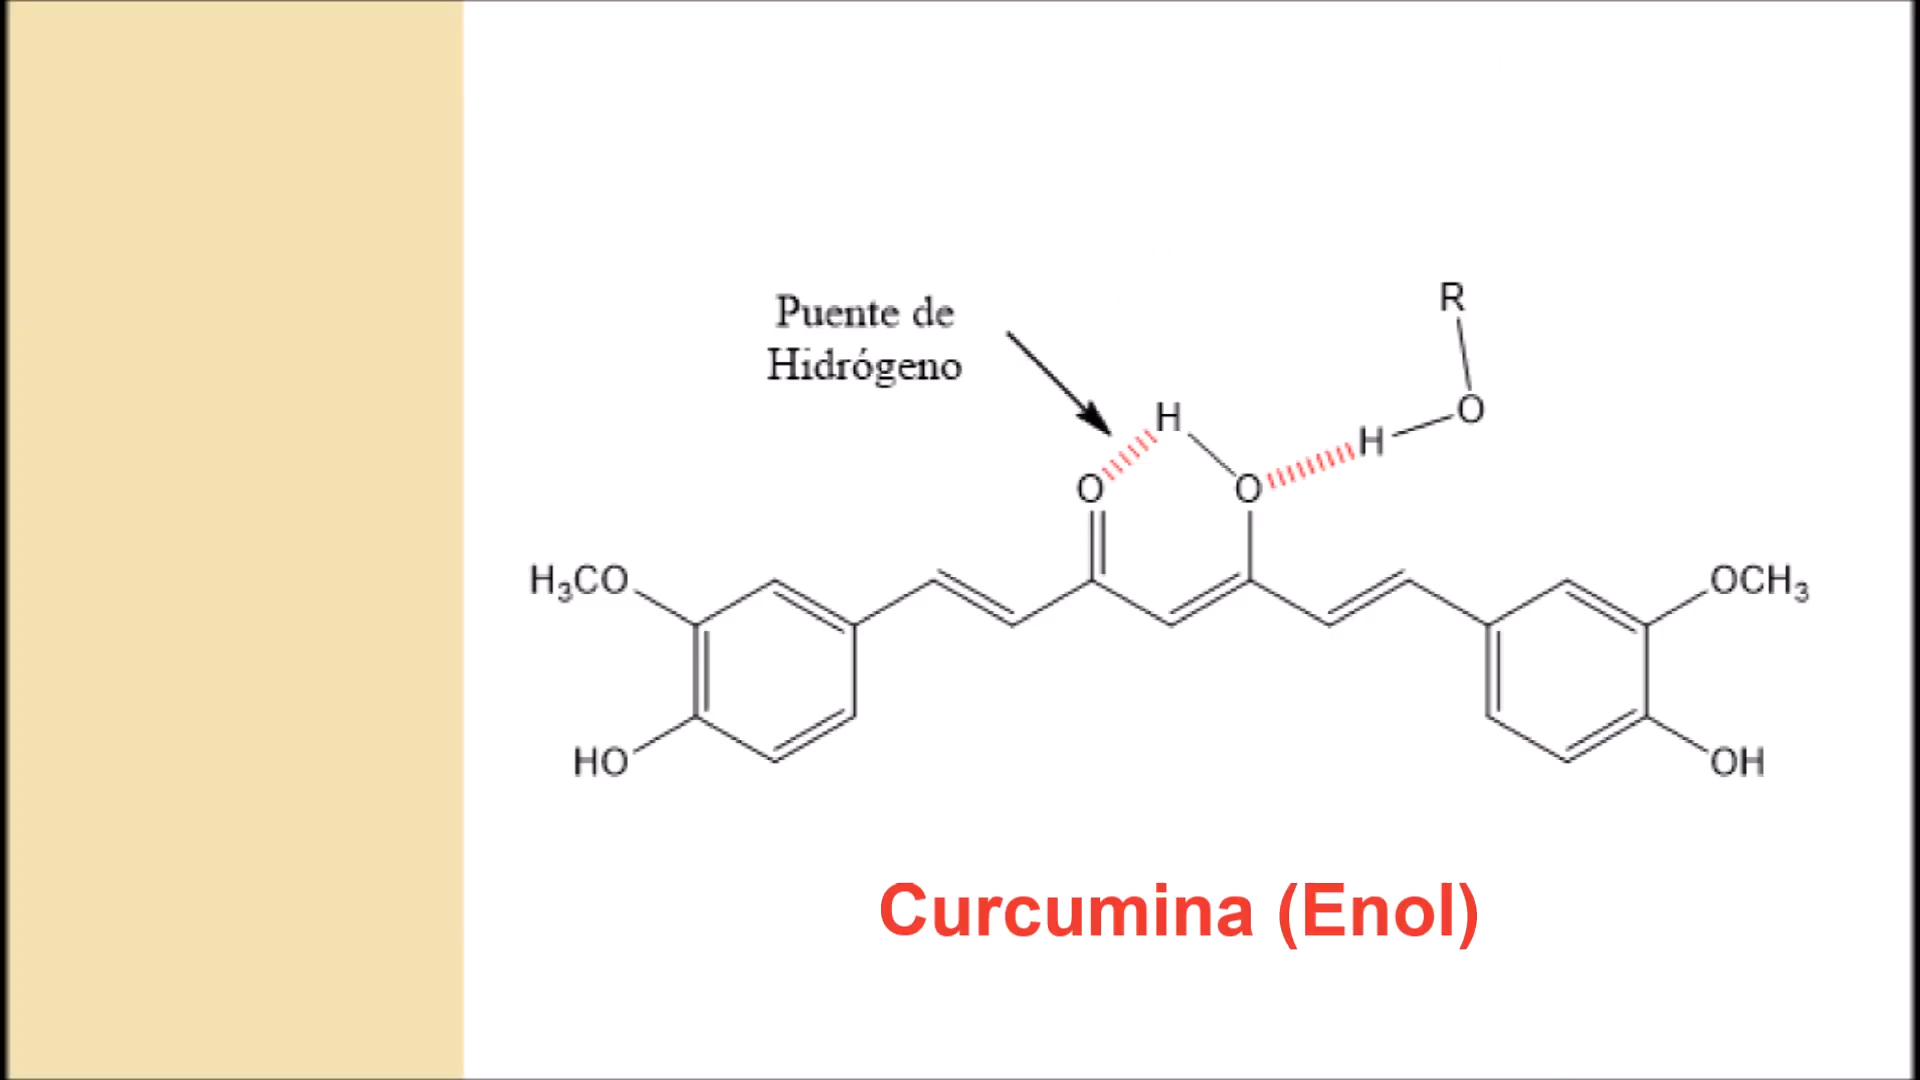 Puente de
Hidrógeno
R
H
O
H
O
O
H₃CO
OCH₃
HO
OH
Curcumina (Enol)